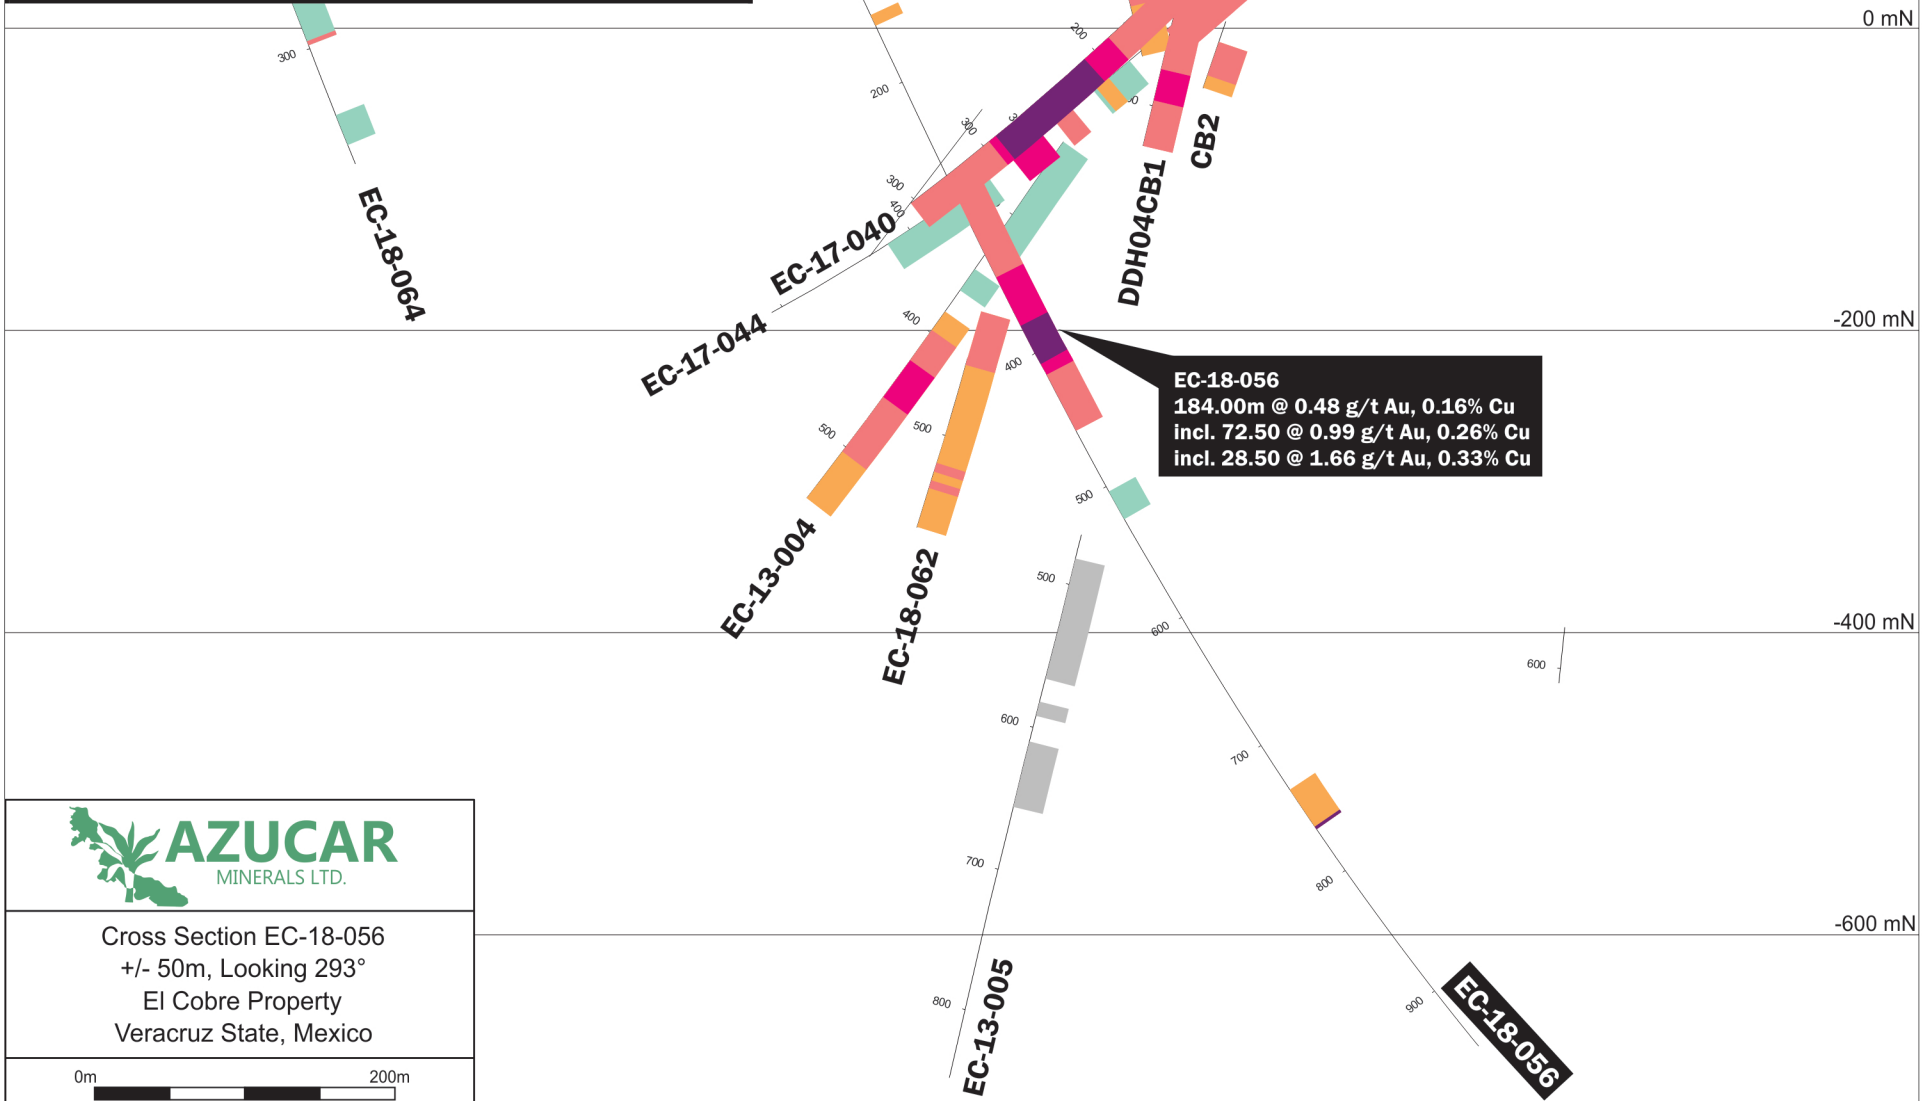 0 mN
300
200
200
300
300
300
400
EC-18-064
EC-17-040
EC-17-044
DDH04CB1
CB2
-200 mN
400
400
EC-18-056
184.00m @ 0.48 g/t Au, 0.16% Cu
incl. 72.50 @ 0.99 g/t Au, 0.26% Cu
incl. 28.50 @ 1.66 g/t Au, 0.33% Cu
500
500
500
EC-13-004
EC-18-062
500
-400 mN
600
600
600
700
700
800
-600 mN
800
900
EC-13-005
EC-18-056
AZUCAR
MINERALS LTD.
Cross Section EC-18-056
+/- 50m, Looking 293°
El Cobre Property
Veracruz State, Mexico
0m 200m